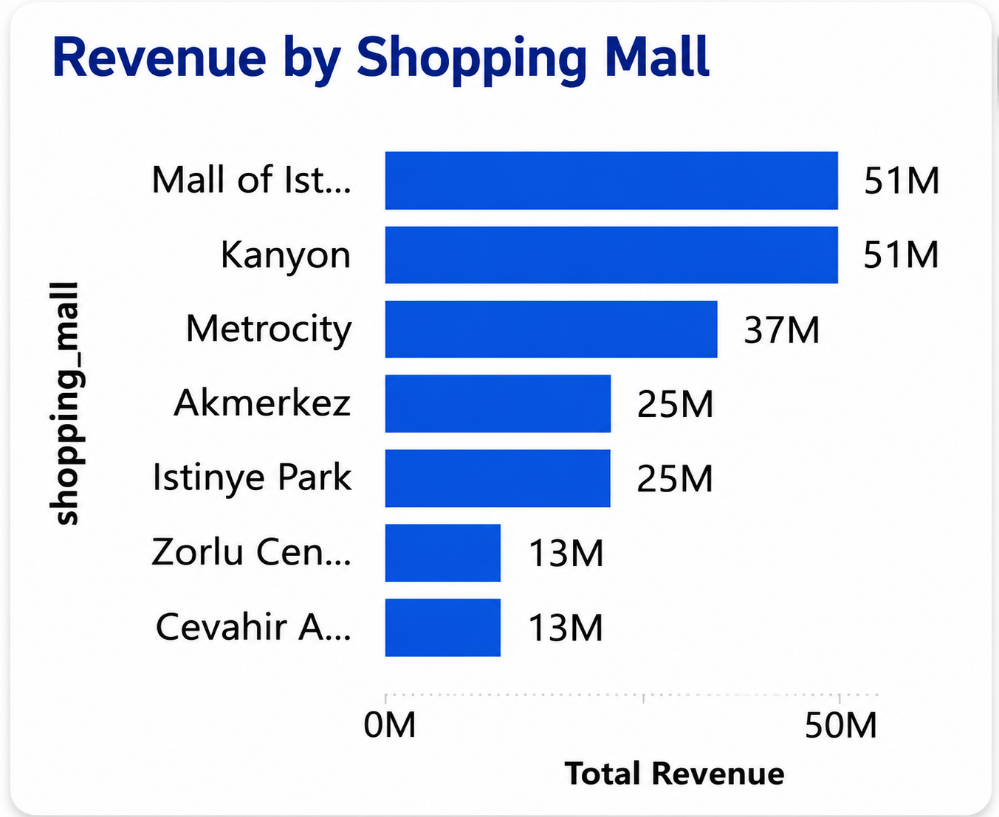 Revenue by Shopping Mall
shopping_mall
Mall of Ist... 51M
Kanyon 51M
Metrocity 37M
Akmerkez 25M
Istinye Park 25M
Zorlu Cen... 13M
Cevahir A... 13M
0M 50M
Total Revenue